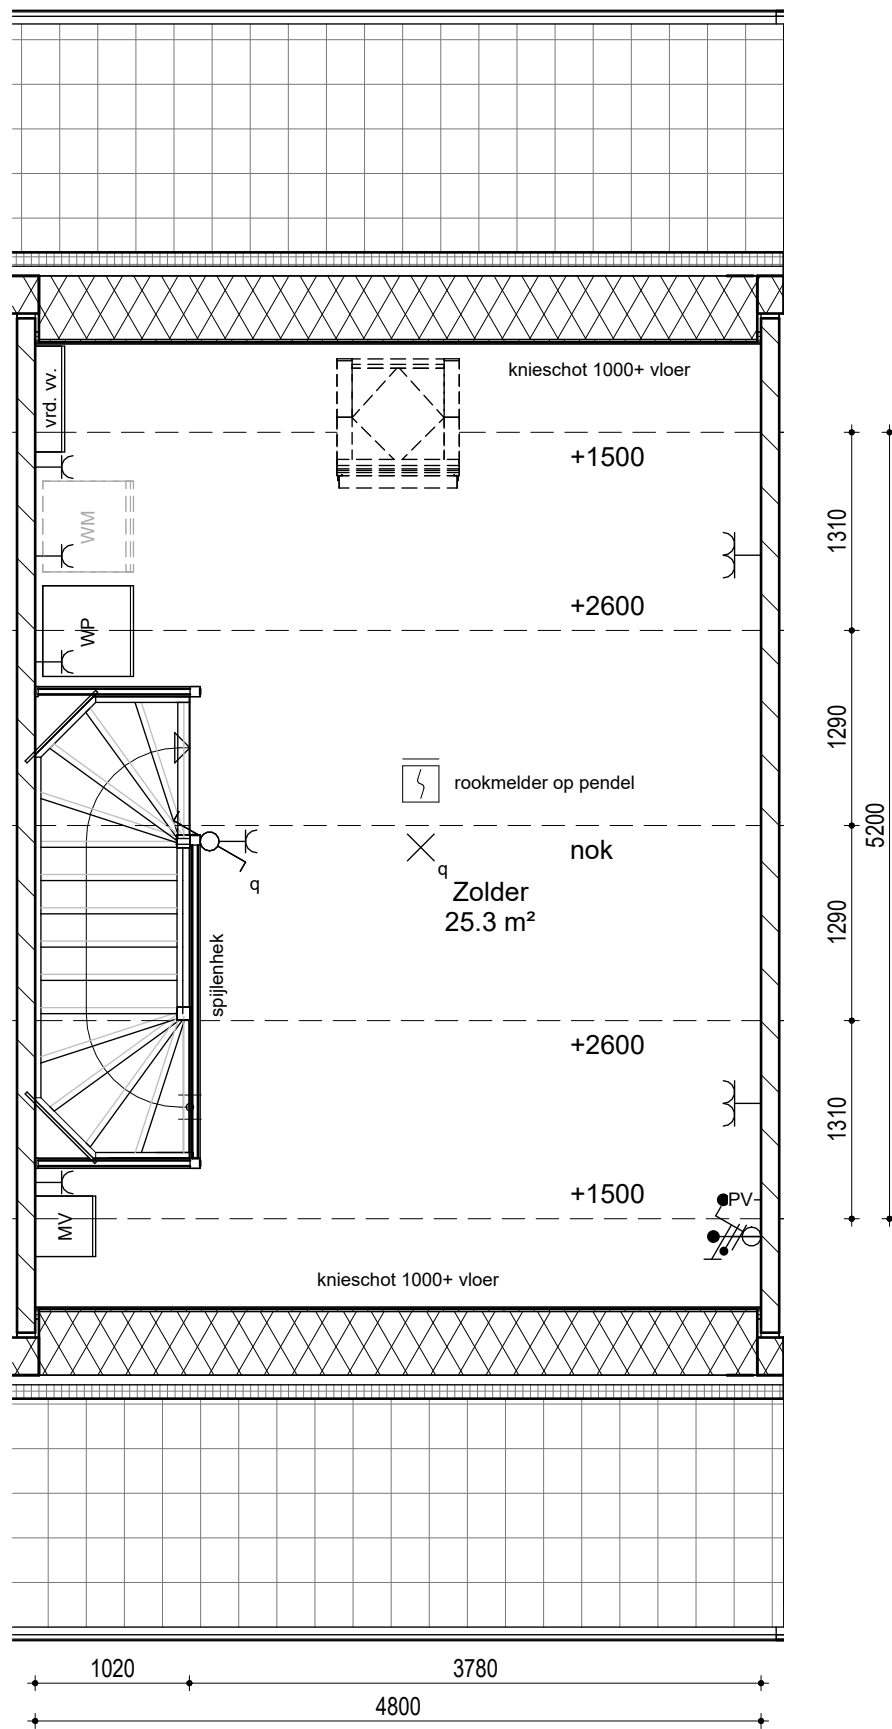 knieschot 1000+ vloer
vrd. vv.
+1500
WM
1310
+2600
WP
1290
rookmelder op pendel
5200
nok
q
q
Zolder
25.3 m²
1290
spijlenhek
+2600
1310
+1500
PV
MV
knieschot 1000+ vloer
1020
3780
4800